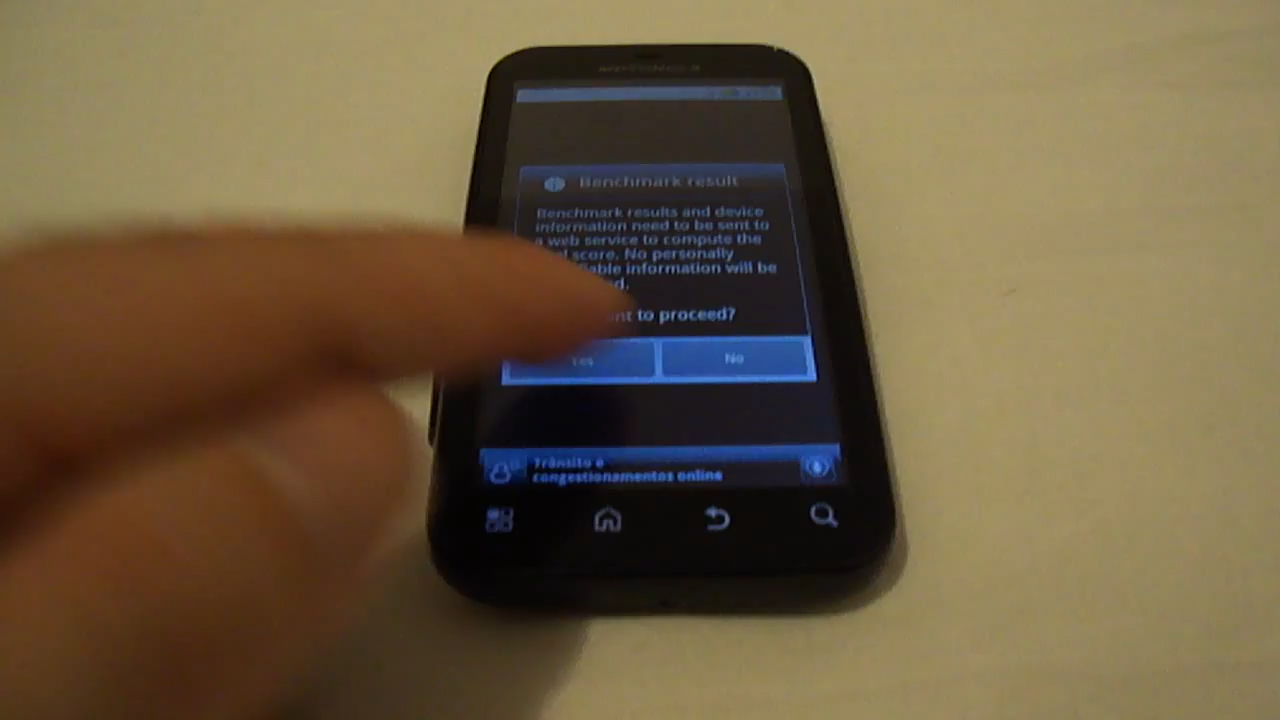 MOTOROLA
Benchmark result
Benchmark results and device
information need to be sent to
a web service to compute the
score. No personally
information will be
to proceed?
Yes
No
Trânsito e
congestionamentos online